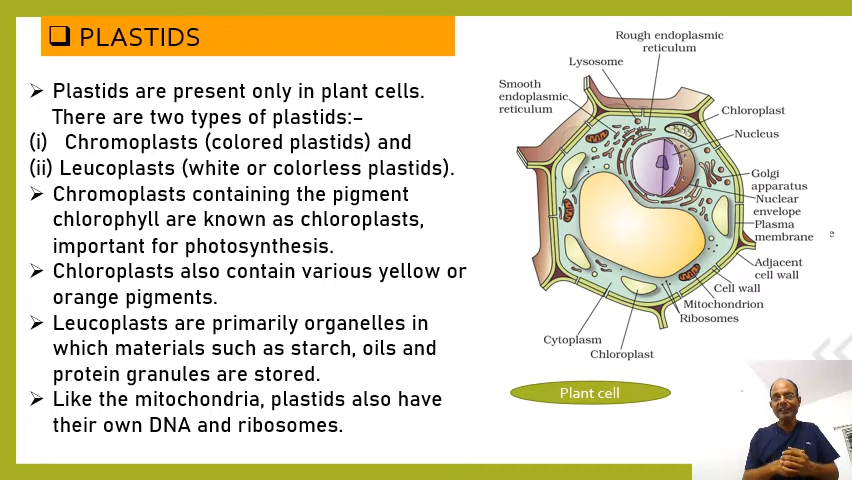 ❑ PLASTIDS
➢ Plastids are present only in plant cells.
There are two types of plastids:–
(i) Chromoplasts (colored plastids) and
(ii) Leucoplasts (white or colorless plastids).
➢ Chromoplasts containing the pigment
chlorophyll are known as chloroplasts,
important for photosynthesis.
➢ Chloroplasts also contain various yellow or
orange pigments.
➢ Leucoplasts are primarily organelles in
which materials such as starch, oils and
protein granules are stored.
➢ Like the mitochondria, plastids also have
their own DNA and ribosomes.
Rough endoplasmic
reticulum
Lysosome
Smooth
endoplasmic
reticulum
Chloroplast
Nucleus
Golgi
apparatus
Nuclear
envelope
Plasma
membrane
e
Adjacent
cell wall
Cell wall
Mitochondrion
Ribosomes
Cytoplasm
Chloroplast
Plant cell